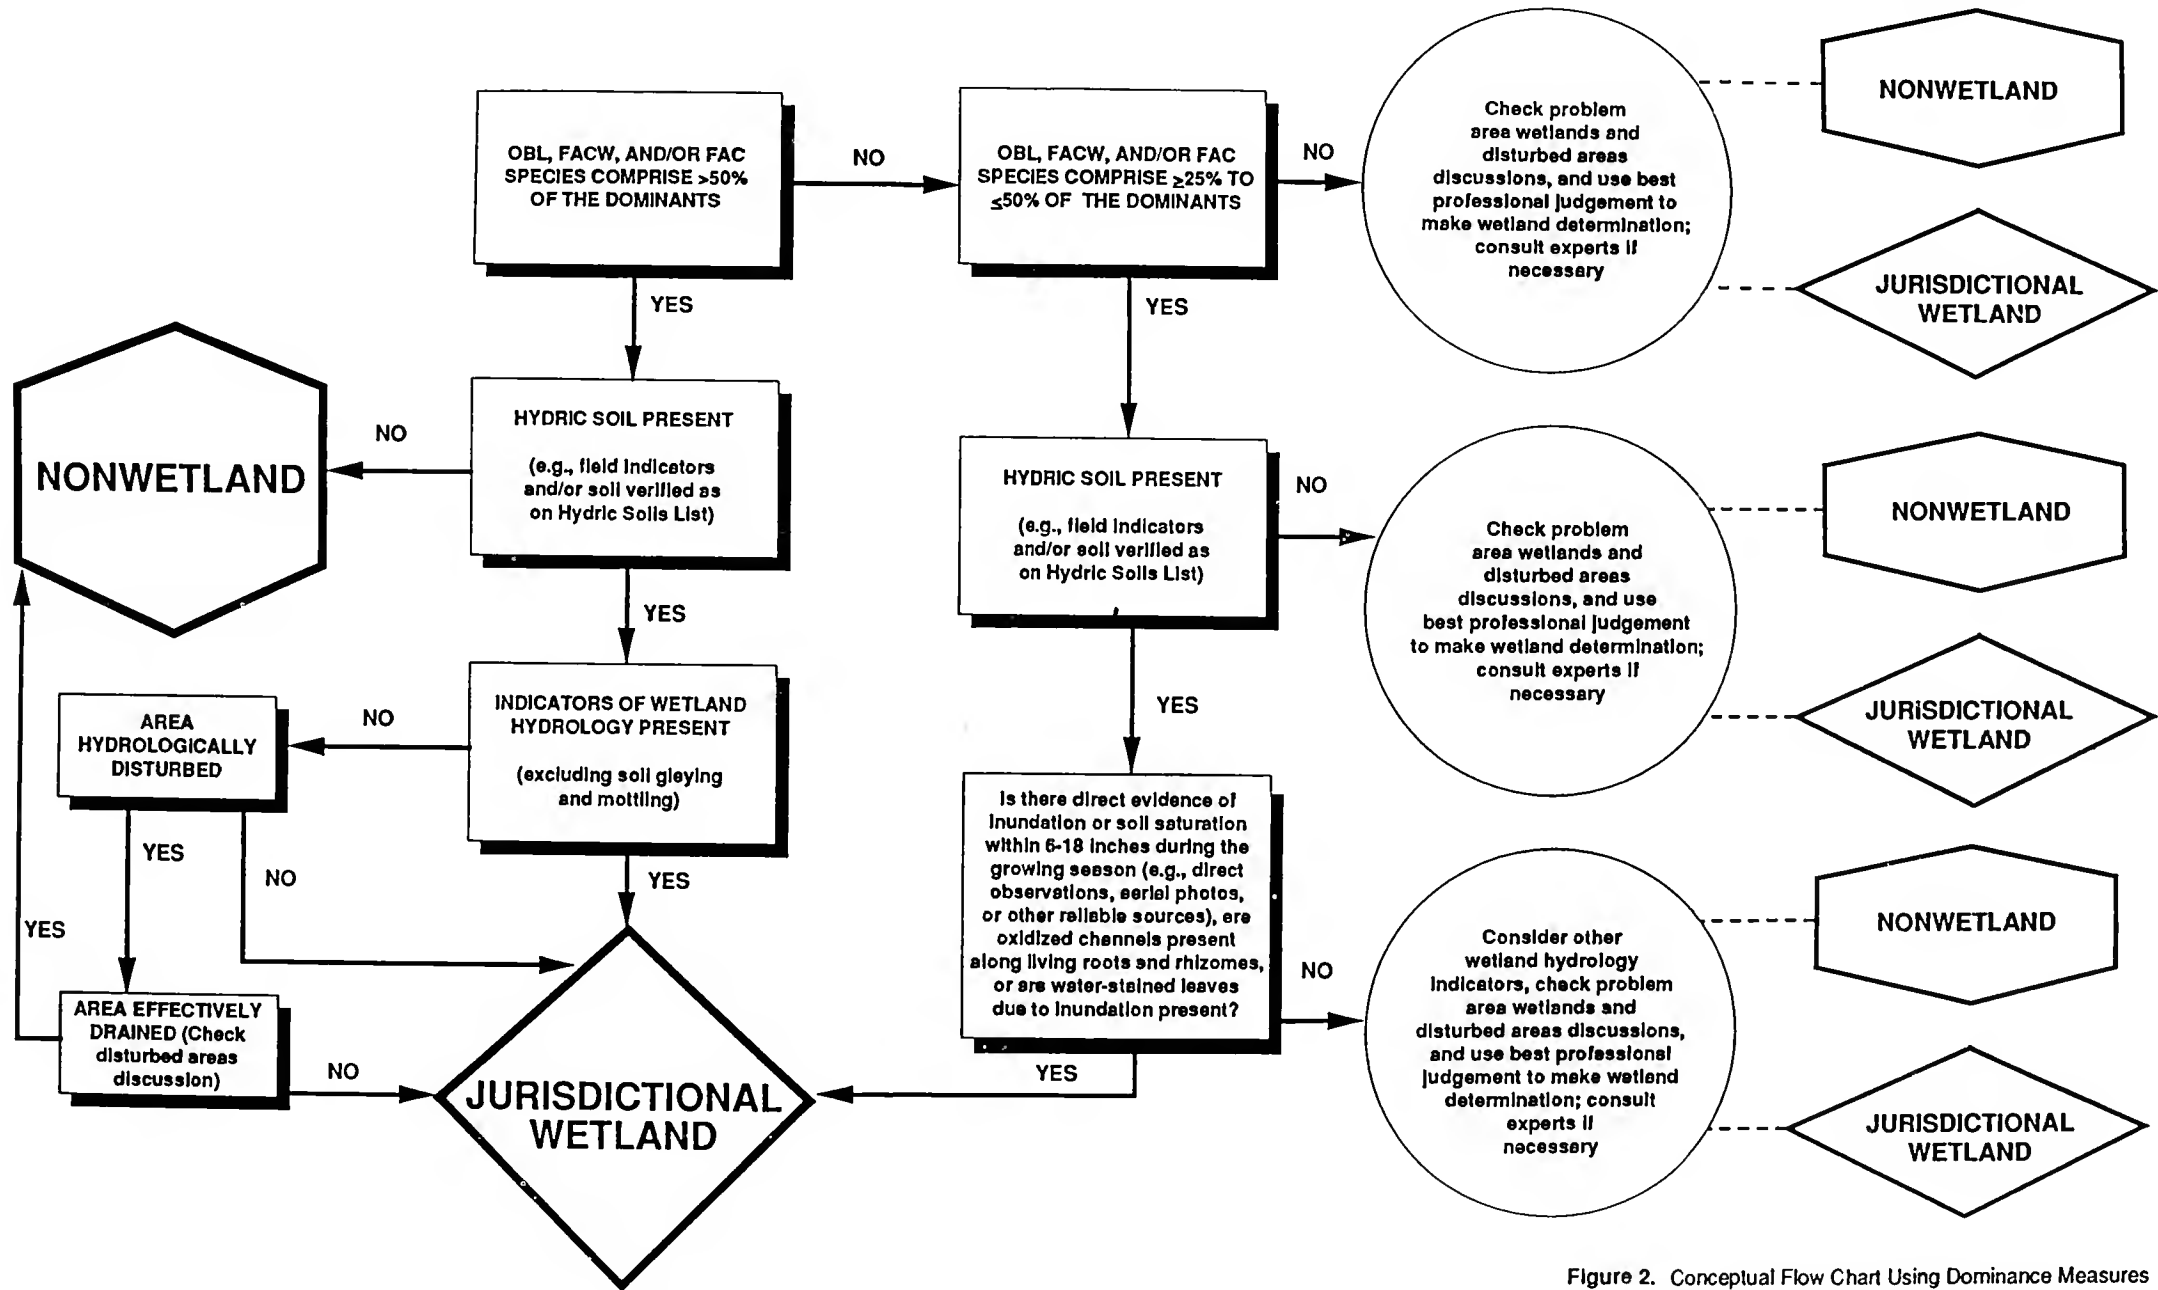 OBL, FACW, AND/OR FAC
SPECIES COMPRISE >50%
OF THE DOMINANTS
NO
OBL, FACW, AND/OR FAC
SPECIES COMPRISE ≥25% TO
≤50% OF THE DOMINANTS
NO
Check problem
area wetlands and
disturbed areas
discussions, and use best
professional judgement to
make wetland determination;
consult experts if
necessary
NONWETLAND
JURISDICTIONAL
WETLAND
YES
YES
NONWETLAND
NO
HYDRIC SOIL PRESENT
(e.g., field indicators
and/or soil verified as
on Hydric Soils List)
HYDRIC SOIL PRESENT
(e.g., field indicators
and/or soil verified as
on Hydric Soils List)
NO
Check problem
area wetlands and
disturbed areas
discussions, and use
best professional judgement
to make wetland determination;
consult experts if
necessary
NONWETLAND
JURISDICTIONAL
WETLAND
YES
YES
AREA
HYDROLOGICALLY
DISTURBED
NO
INDICATORS OF WETLAND
HYDROLOGY PRESENT
(excluding soil gleying
and mottling)
Is there direct evidence of
inundation or soil saturation
within 6-18 inches during the
growing season (e.g., direct
observations, aerial photos,
or other reliable sources), are
oxidized channels present
along living roots and rhizomes,
or are water-stained leaves
due to inundation present?
NO
Consider other
wetland hydrology
indicators, check problem
area wetlands and
disturbed areas discussions,
and use best professional
judgement to make wetland
determination; consult
experts if
necessary
NONWETLAND
JURISDICTIONAL
WETLAND
YES
NO
YES
YES
AREA EFFECTIVELY
DRAINED (Check
disturbed areas
discussion)
NO
JURISDICTIONAL
WETLAND
YES
Figure 2. Conceptual Flow Chart Using Dominance Measures